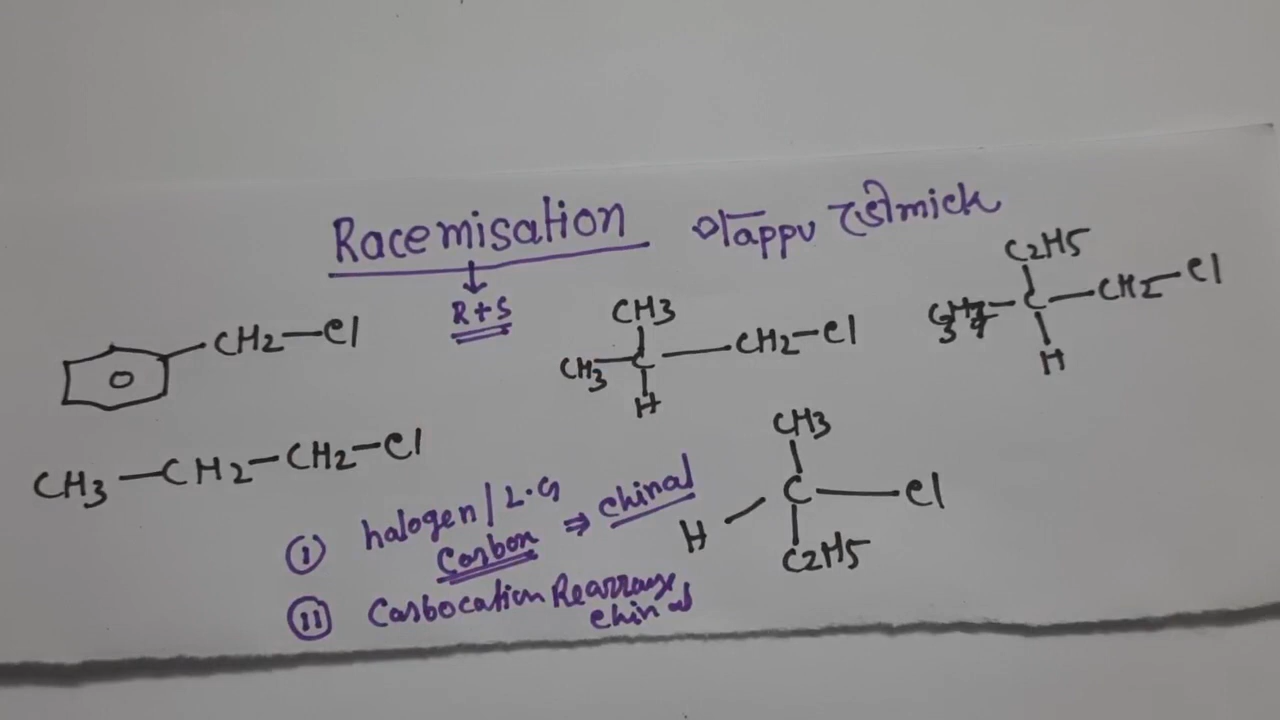 Racemisation
R+S
CH2-Cl
CH3
CH3-C-CH2-Cl
H
C2H5
C3H7-C-CH2-Cl
H
CH3-CH2-CH2-Cl
CH3
H-C-Cl
C2H5
(I) halogen/L.G
Carbon ⇒ chiral
(II) Carbocation Rearrange
chiral